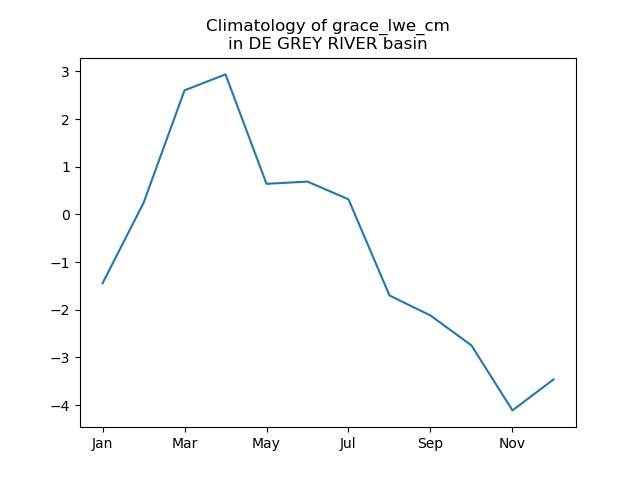 Climatology of grace_lwe_cm
in DE GREY RIVER basin
3
2
1
0
−1
−2
−3
−4
Jan
Mar
May
Jul
Sep
Nov